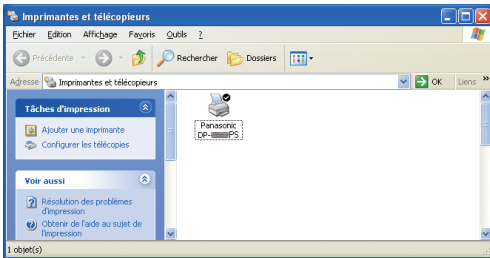 Imprimantes et télécopieurs
Fichier Edition Affichage Favoris Outils ?
Précédente Rechercher Dossiers
Adresse Imprimantes et télécopieurs OK Liens »
Tâches d'impression
Ajouter une imprimante
Configurer les télécopies
Voir aussi
Résolution des problèmes
d'impression
Obtenir de l'aide au sujet de
l'impression
Panasonic
DP- PS
1 objet(s)